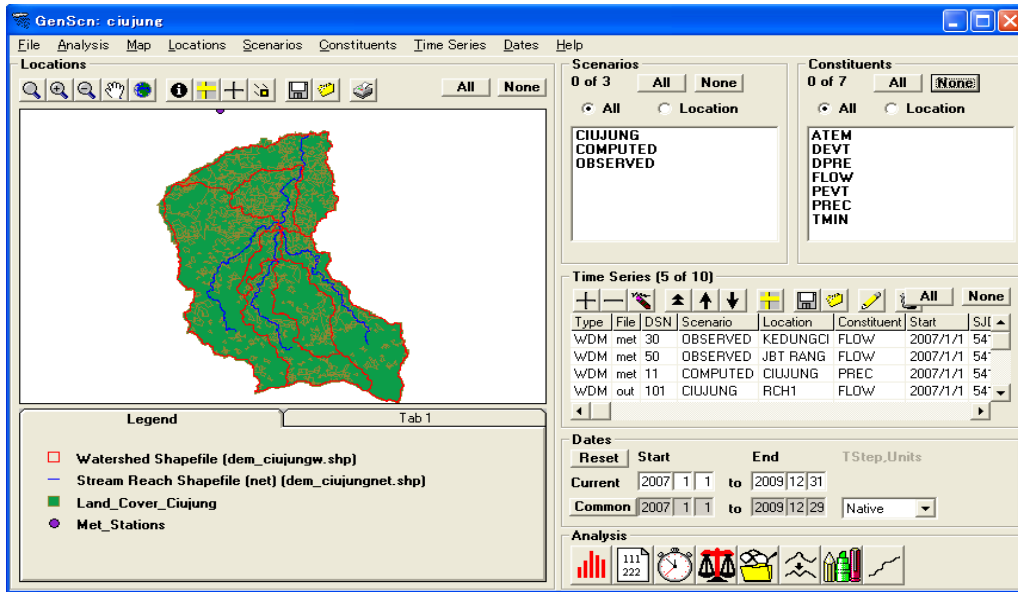 GenScn: ciujung
File Analysis Map Locations Scenarios Constituents Time Series Dates Help
Locations
All None
Legend Tab 1
Watershed Shapefile (dem_ciujungw.shp)
Stream Reach Shapefile (net) (dem_ciujungnet.shp)
Land_Cover_Ciujung
Met_Stations
Scenarios
0 of 3 All None
All Location
CIUJUNG
COMPUTED
OBSERVED
Constituents
0 of 7 All None
All Location
ATEM
DEVT
DPRE
FLOW
PEVT
PREC
TMIN
Time Series (5 of 10)
All None
Type File DSN Scenario Location Constituent Start
WDM met 30 OBSERVED KEDUNGCI FLOW 2007/1/1 54
WDM met 50 OBSERVED JBT RANG FLOW 2007/1/1 54
WDM met 11 COMPUTED CIUJUNG PREC 2007/1/1 54
WDM out 101 CIUJUNG RCH1 FLOW 2007/1/1 54
Dates
Reset Start End TStep,Units
Current 2007 1 1 to 2009 12 31
Common 2007 1 1 to 2009 12 29 Native
Analysis
111
222